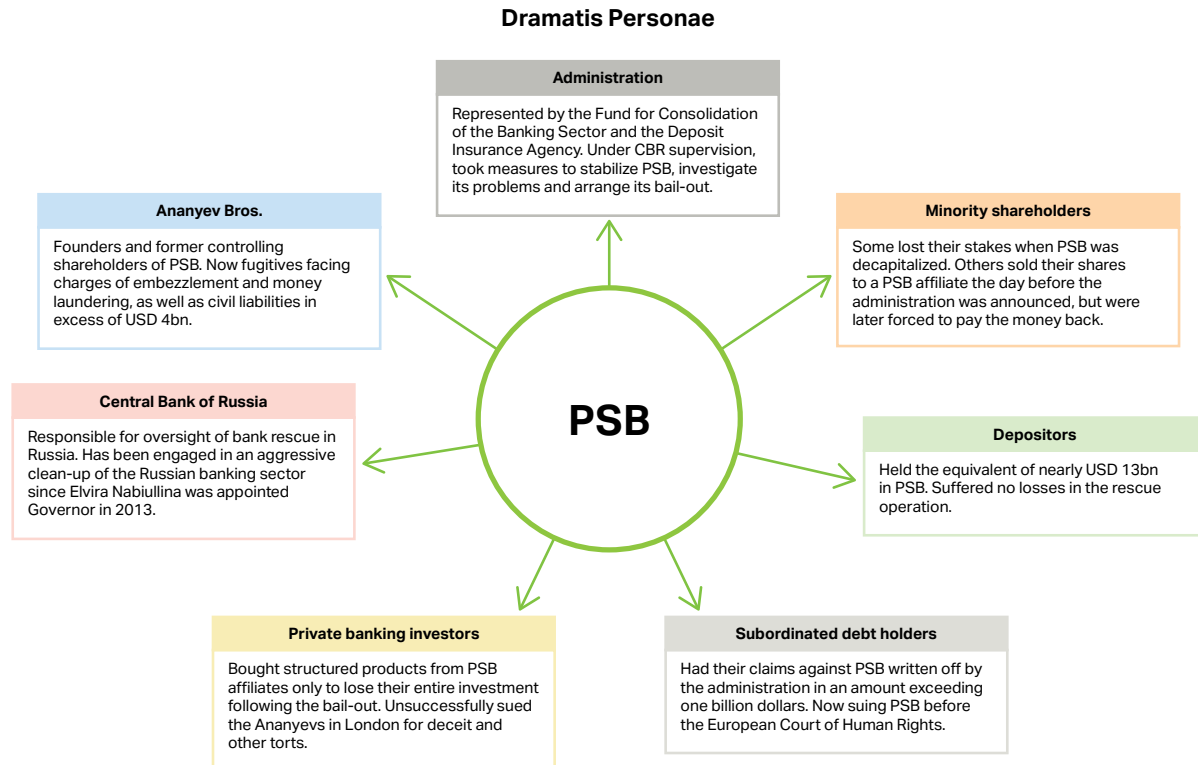 Dramatis Personae
Administration
Represented by the Fund for Consolidation
of the Banking Sector and the Deposit
Insurance Agency. Under CBR supervision,
took measures to stabilize PSB, investigate
its problems and arrange its bail-out.
Ananyev Bros.
Founders and former controlling
shareholders of PSB. Now fugitives facing
charges of embezzlement and money
laundering, as well as civil liabilities in
excess of USD 4bn.
Minority shareholders
Some lost their stakes when PSB was
decapitalized. Others sold their shares
to a PSB affiliate the day before the
administration was announced, but were
later forced to pay the money back.
Central Bank of Russia
Responsible for oversight of bank rescue in
Russia. Has been engaged in an aggressive
clean-up of the Russian banking sector
since Elvira Nabiullina was appointed
Governor in 2013.
PSB
Depositors
Held the equivalent of nearly USD 13bn
in PSB. Suffered no losses in the rescue
operation.
Private banking investors
Bought structured products from PSB
affiliates only to lose their entire investment
following the bail-out. Unsuccessfully sued
the Ananyevs in London for deceit and
other torts.
Subordinated debt holders
Had their claims against PSB written off by
the administration in an amount exceeding
one billion dollars. Now suing PSB before
the European Court of Human Rights.